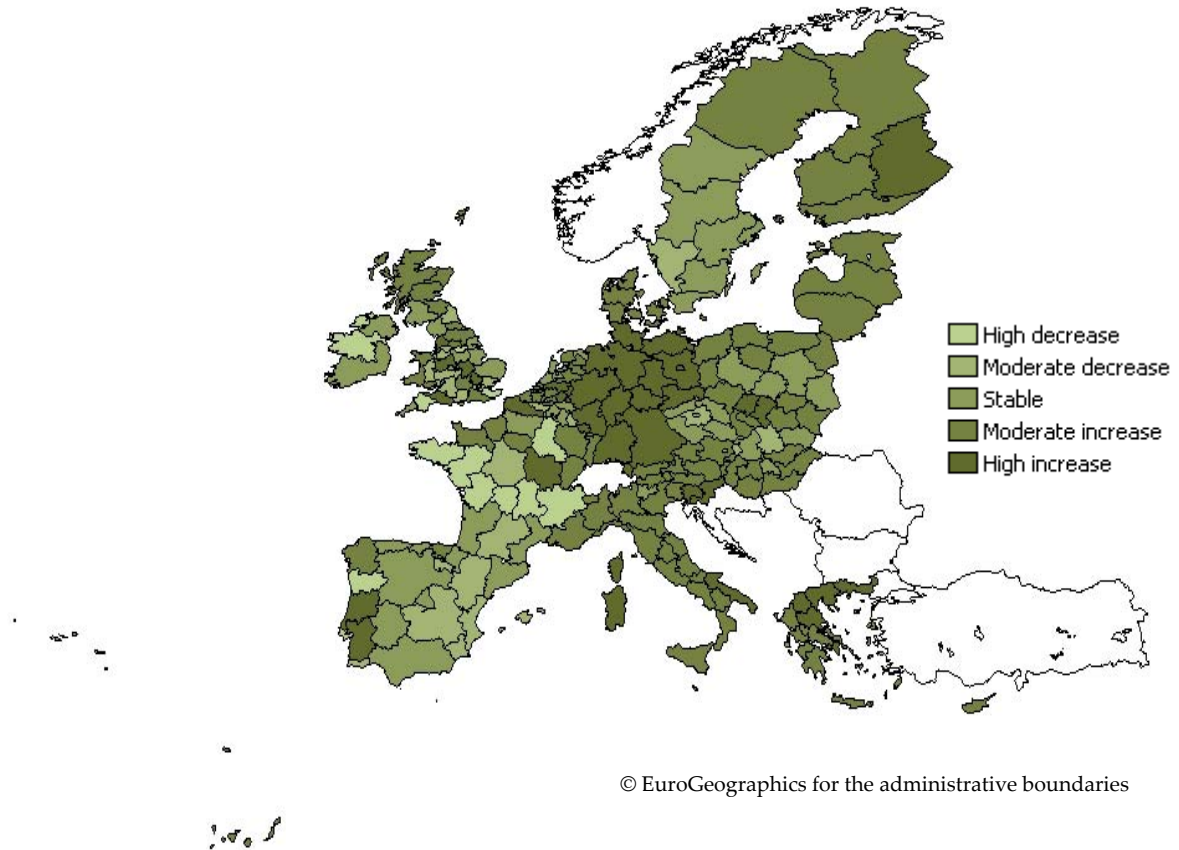 High decrease
Moderate decrease
Stable
Moderate increase
High increase
© EuroGeographics for the administrative boundaries